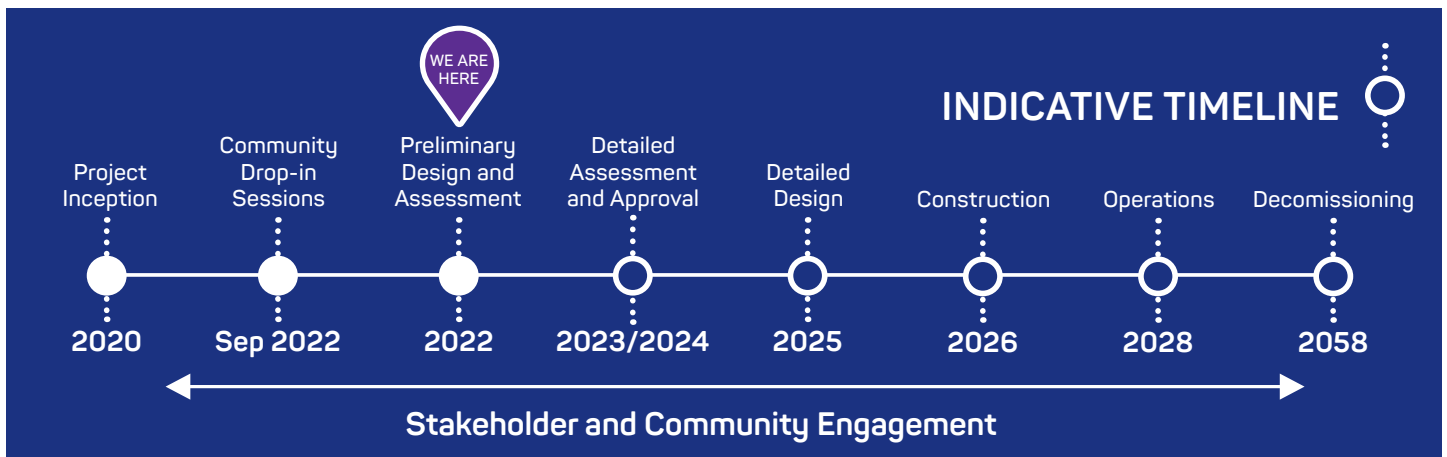 WE ARE
HERE
INDICATIVE TIMELINE
Project
Inception
Community
Drop-in
Sessions
Preliminary
Design and
Assessment
Detailed
Assessment
and Approval
Detailed
Design
Construction
Operations
Decomissioning
2020
Sep 2022
2022
2023/2024
2025
2026
2028
2058
Stakeholder and Community Engagement